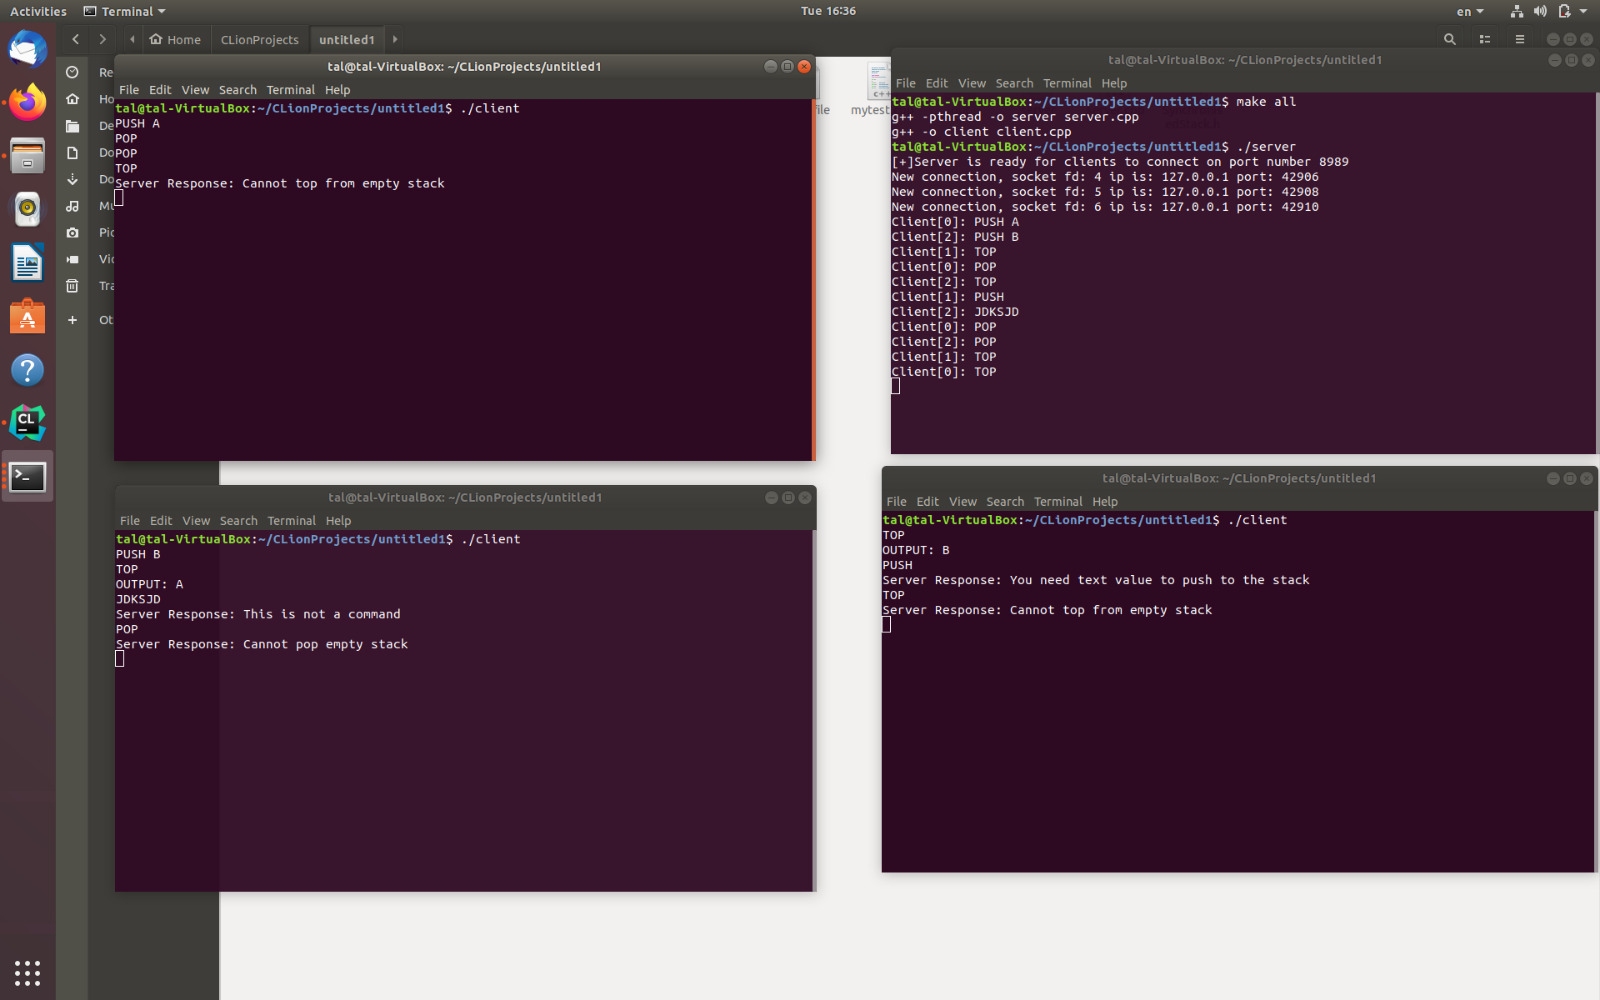 Activities Terminal Tue 16:36 en
Home CLionProjects untitled1
tal@tal-VirtualBox: ~/CLionProjects/untitled1
File Edit View Search Terminal Help
tal@tal-VirtualBox:~/CLionProjects/untitled1$ ./client
PUSH A
POP
POP
TOP
Server Response: Cannot top from empty stack
tal@tal-VirtualBox: ~/CLionProjects/untitled1
File Edit View Search Terminal Help
tal@tal-VirtualBox:~/CLionProjects/untitled1$ make all
g++ -pthread -o server server.cpp
g++ -o client client.cpp
tal@tal-VirtualBox:~/CLionProjects/untitled1$ ./server
[+]Server is ready for clients to connect on port number 8989
New connection, socket fd: 4 ip is: 127.0.0.1 port: 42906
New connection, socket fd: 5 ip is: 127.0.0.1 port: 42908
New connection, socket fd: 6 ip is: 127.0.0.1 port: 42910
Client[0]: PUSH A
Client[2]: PUSH B
Client[1]: TOP
Client[0]: POP
Client[2]: TOP
Client[1]: PUSH
Client[2]: JDKSJD
Client[0]: POP
Client[2]: POP
Client[1]: TOP
Client[0]: TOP
tal@tal-VirtualBox: ~/CLionProjects/untitled1
File Edit View Search Terminal Help
tal@tal-VirtualBox:~/CLionProjects/untitled1$ ./client
PUSH B
TOP
OUTPUT: A
JDKSJD
Server Response: This is not a command
POP
Server Response: Cannot pop empty stack
tal@tal-VirtualBox: ~/CLionProjects/untitled1
File Edit View Search Terminal Help
tal@tal-VirtualBox:~/CLionProjects/untitled1$ ./client
TOP
OUTPUT: B
PUSH
Server Response: You need text value to push to the stack
TOP
Server Response: Cannot top from empty stack
Re
Ho
De
Do
Do
Mu
Pic
Vid
Tra
Ot
ile
mytest
C++
CL